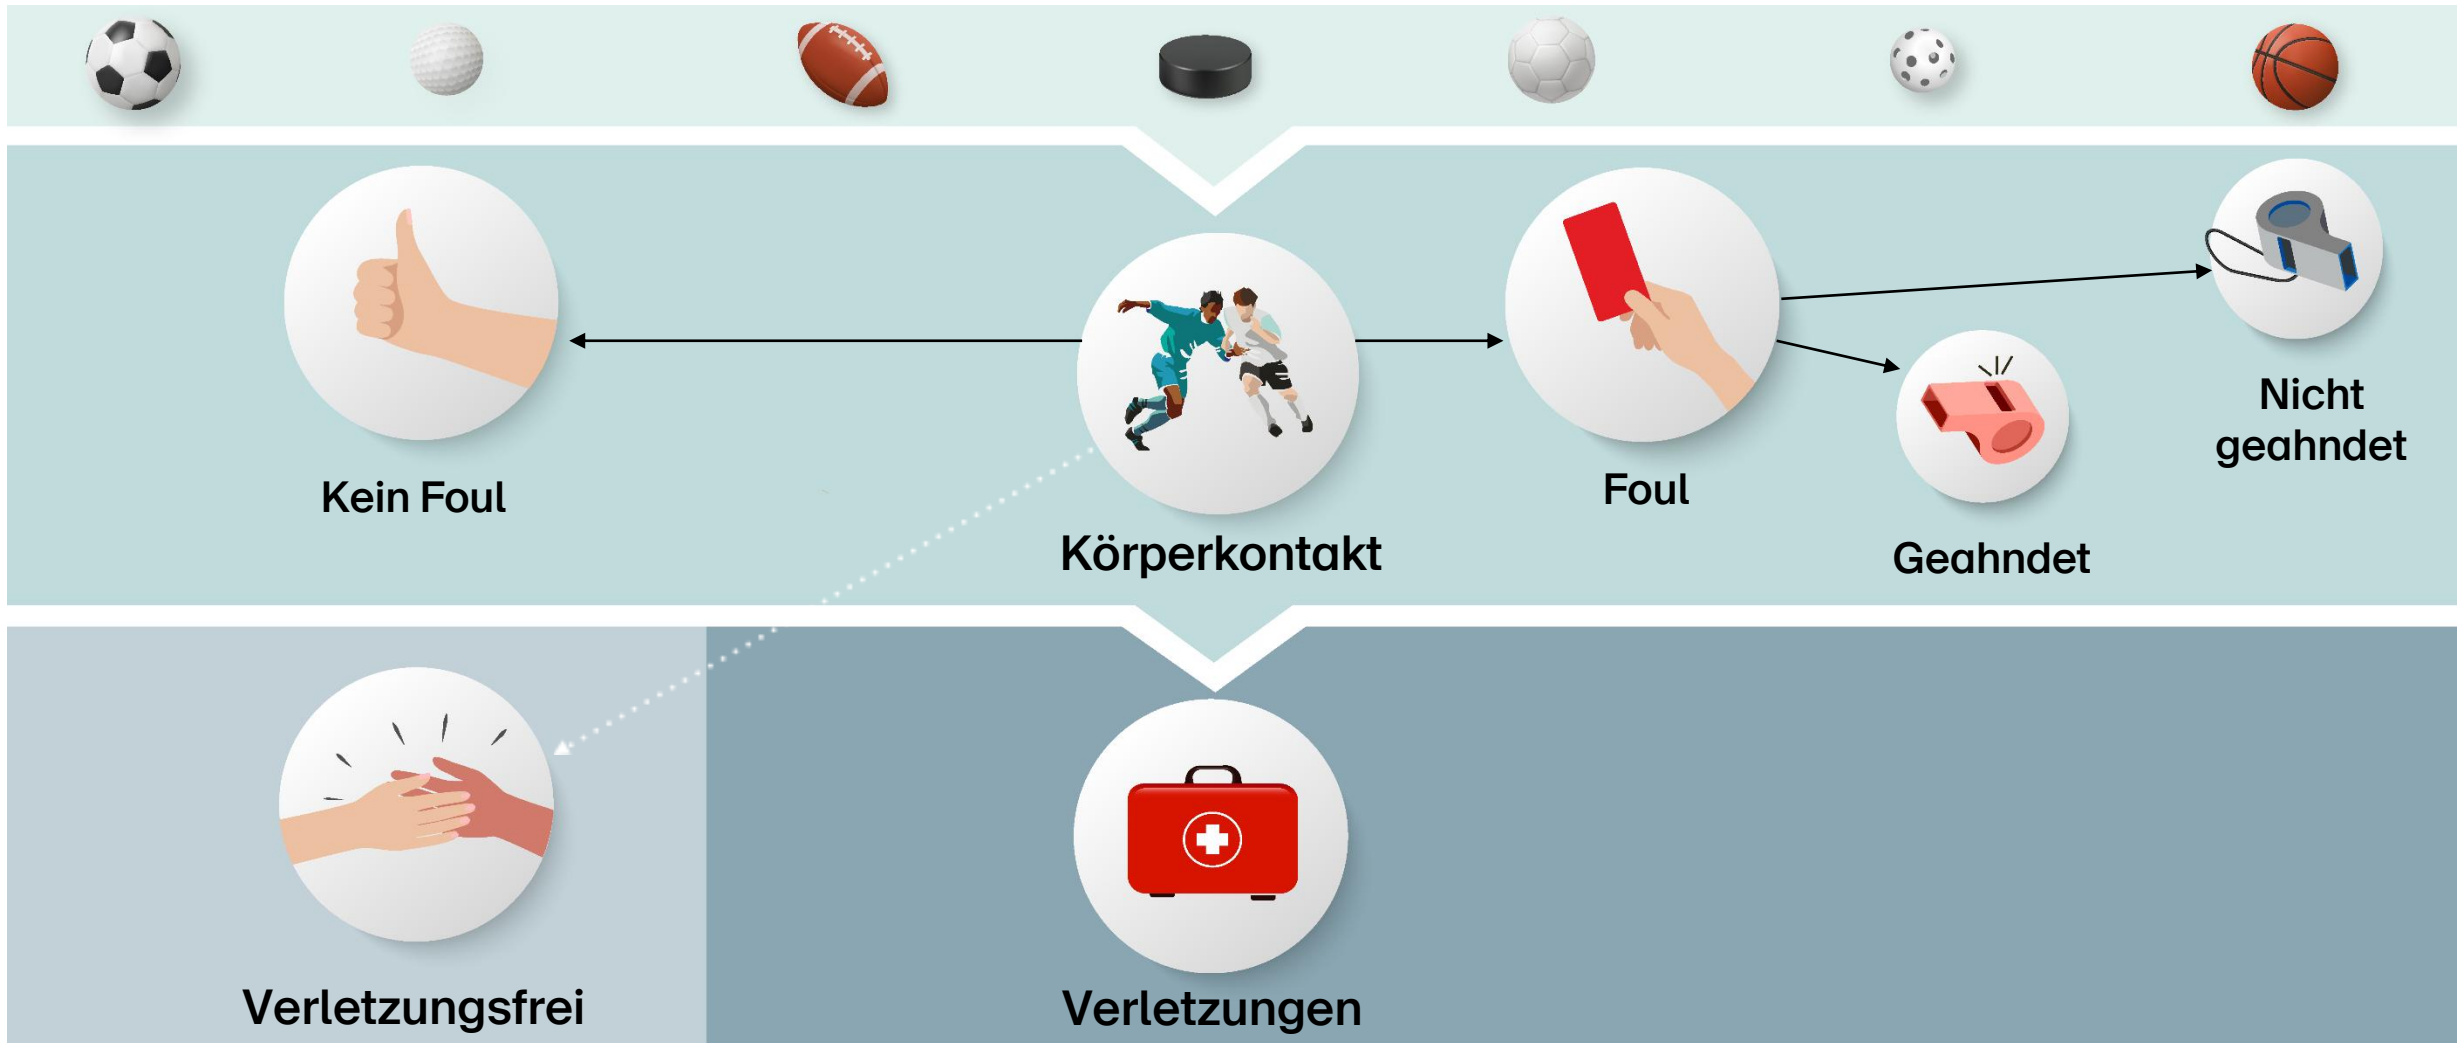 Kein Foul
Körperkontakt
Foul
Geahndet
Nicht
geahndet
Verletzungsfrei
Verletzungen